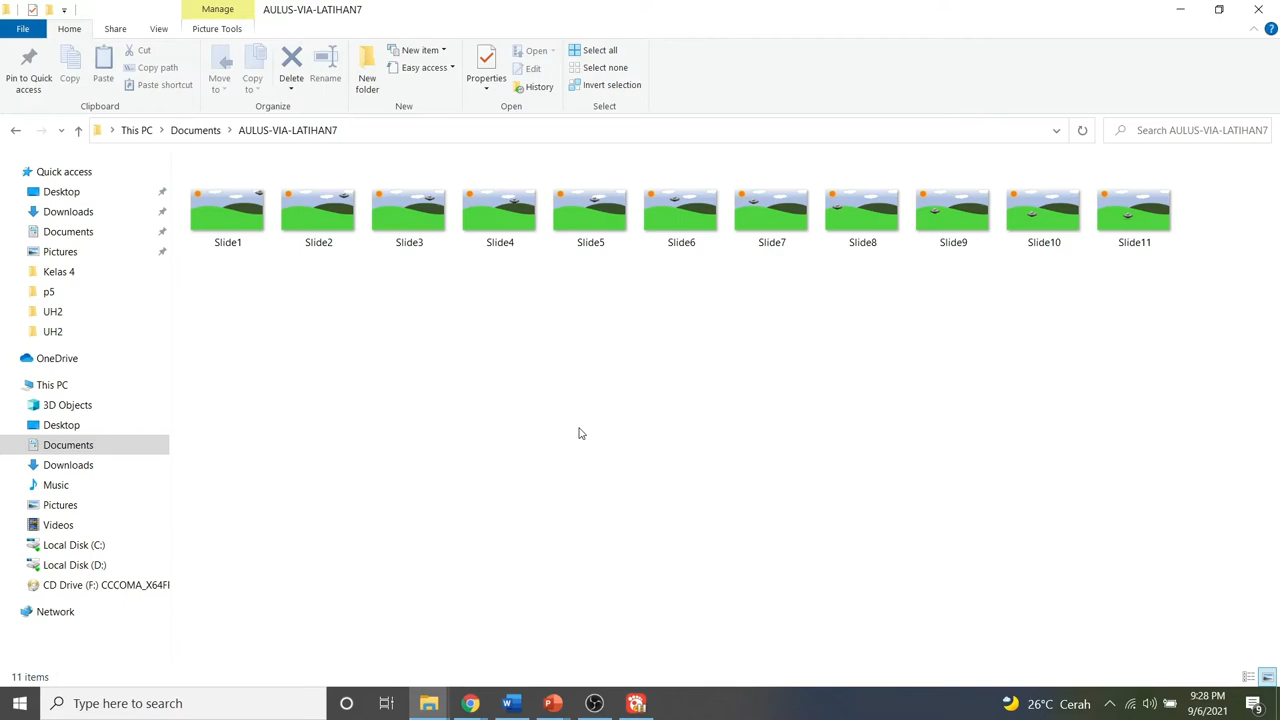 Manage
AULUS-VIA-LATIHAN7
File
Home
Share
View
Picture Tools
Pin to Quick access
Copy
Paste
Cut
Copy path
Paste shortcut
Clipboard
Move to
Copy to
Delete
Rename
Organize
New folder
New item
Easy access
New
Properties
Open
Edit
History
Open
Select all
Select none
Invert selection
Select
This PC
Documents
AULUS-VIA-LATIHAN7
Search AULUS-VIA-LATIHAN7
Quick access
Desktop
Downloads
Documents
Pictures
Kelas 4
p5
UH2
UH2
OneDrive
This PC
3D Objects
Desktop
Documents
Downloads
Music
Pictures
Videos
Local Disk (C:)
Local Disk (D:)
CD Drive (F:) CCCOMA_X64F
Network
Slide1
Slide2
Slide3
Slide4
Slide5
Slide6
Slide7
Slide8
Slide9
Slide10
Slide11
11 items
Type here to search
26°C Cerah
9:28 PM
9/6/2021